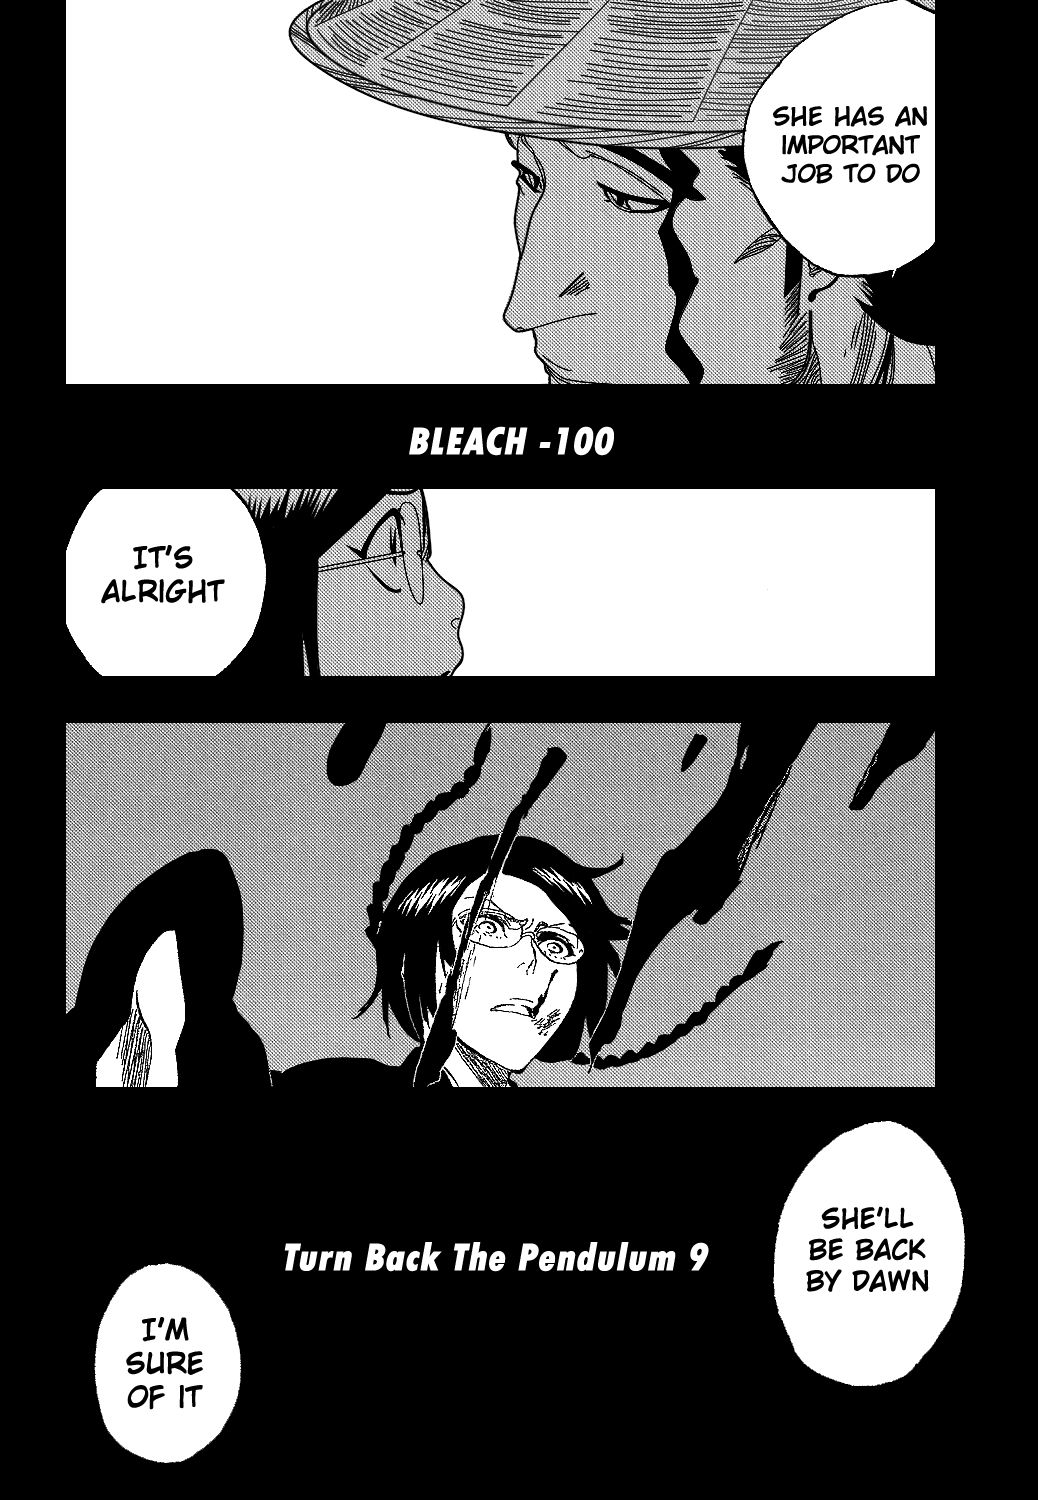 SHE HAS AN
IMPORTANT
JOB TO DO
BLEACH -100
IT'S
ALRIGHT
SHE'LL
BE BACK
BY DAWN
Turn Back The Pendulum 9
I'M
SURE
OF IT